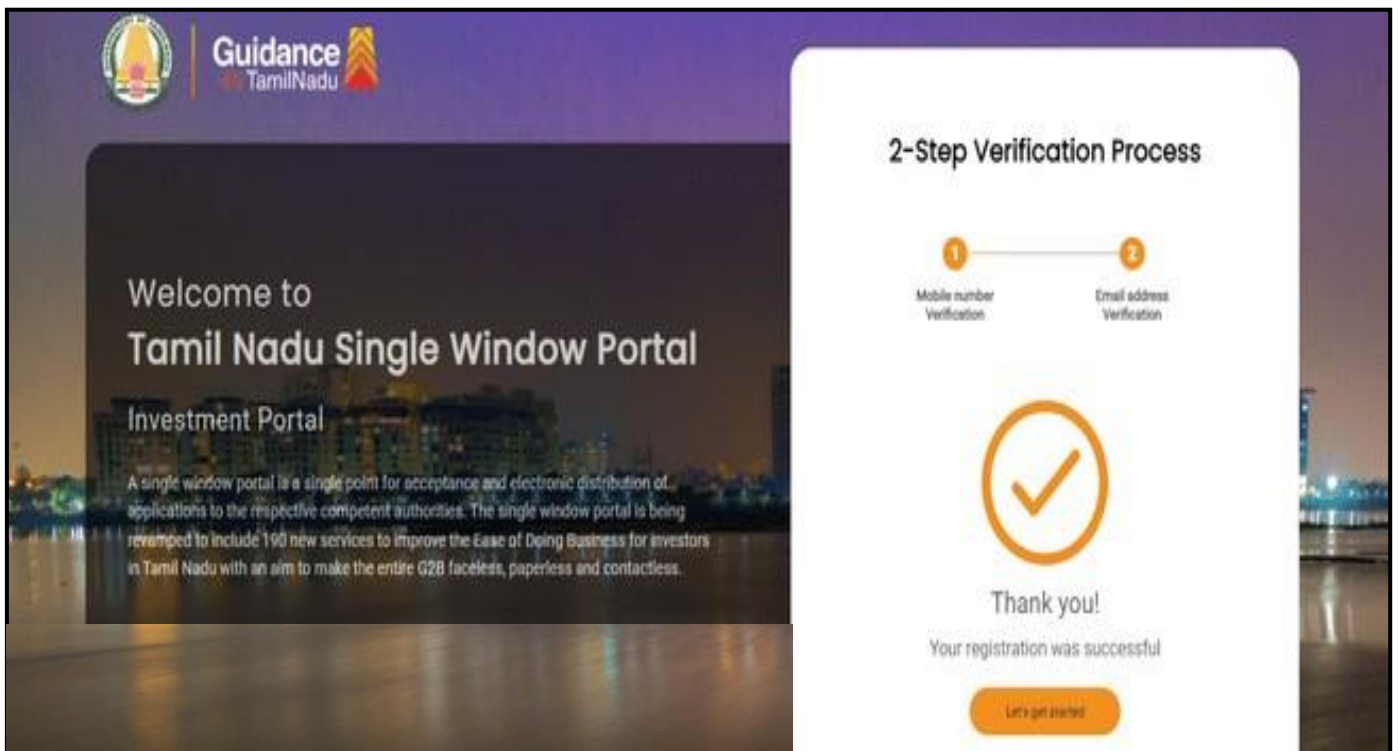 Guidance
TamilNadu
Welcome to
Tamil Nadu Single Window Portal
Investment Portal
A single window portal is a single point for acceptance and electronic distribution of
applications to the respective competent authorities. The single window portal is being
revamped to include 190 new services to improve the Ease of Doing Business for investors
in Tamil Nadu with an aim to make the entire G2B faceless, paperless and contactless.
2-Step Verification Process
1
2
Mobile number
Verification
Email address
Verification
Thank you!
Your registration was successful
Let's get started